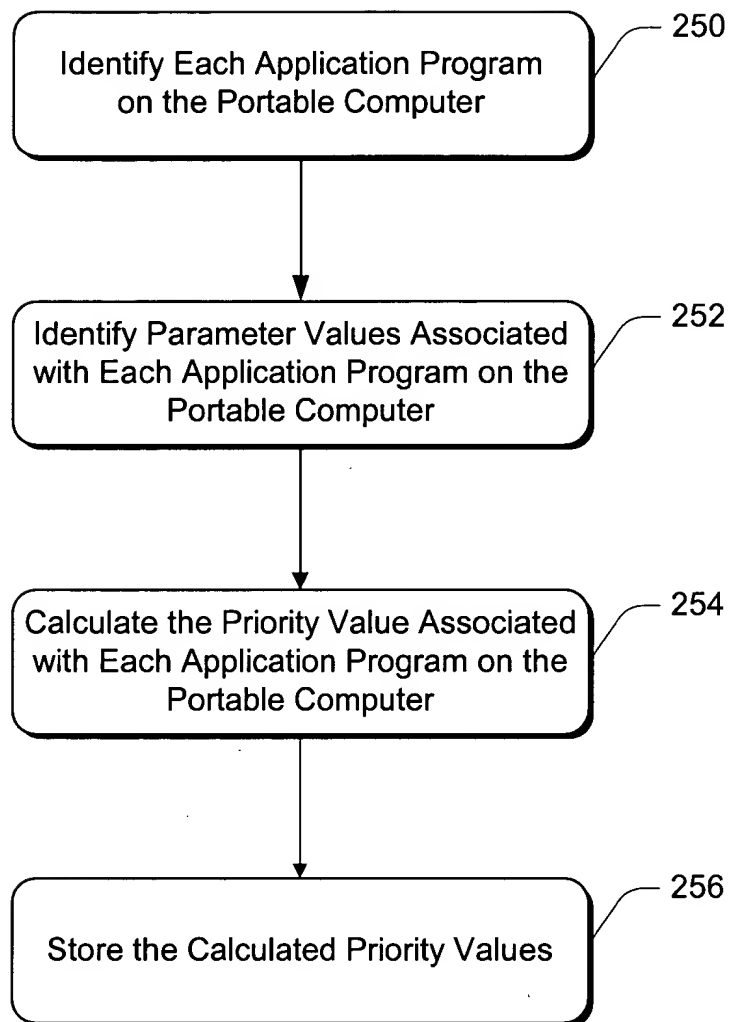 250
Identify Each Application Program
on the Portable Computer
252
Identify Parameter Values Associated
with Each Application Program on the
Portable Computer
254
Calculate the Priority Value Associated
with Each Application Program on the
Portable Computer
256
Store the Calculated Priority Values